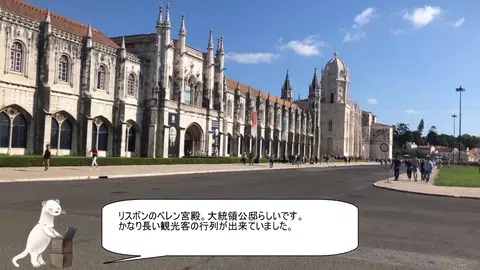 リスボンのベレン宮殿。大統領公邸らしいです。
かなり長い観光客の行列が出来ていました。